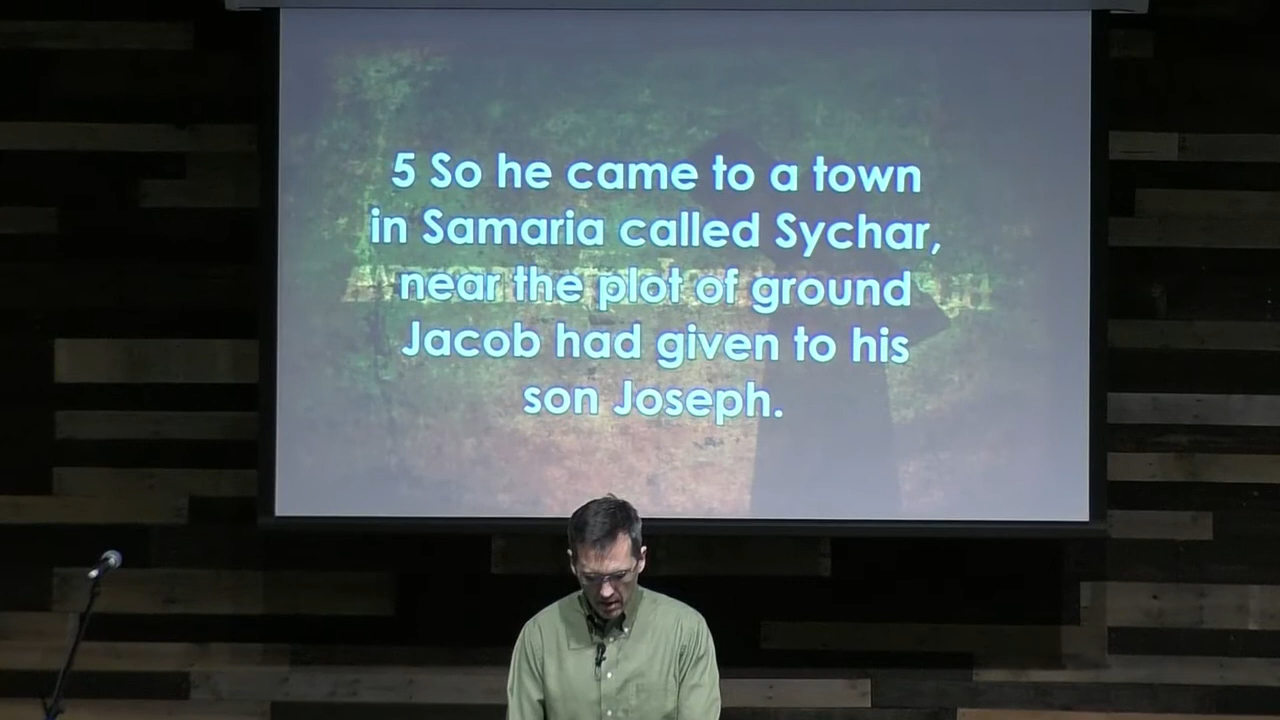 5 So he came to a town
in Samaria called Sychar,
near the plot of ground
Jacob had given to his
son Joseph.